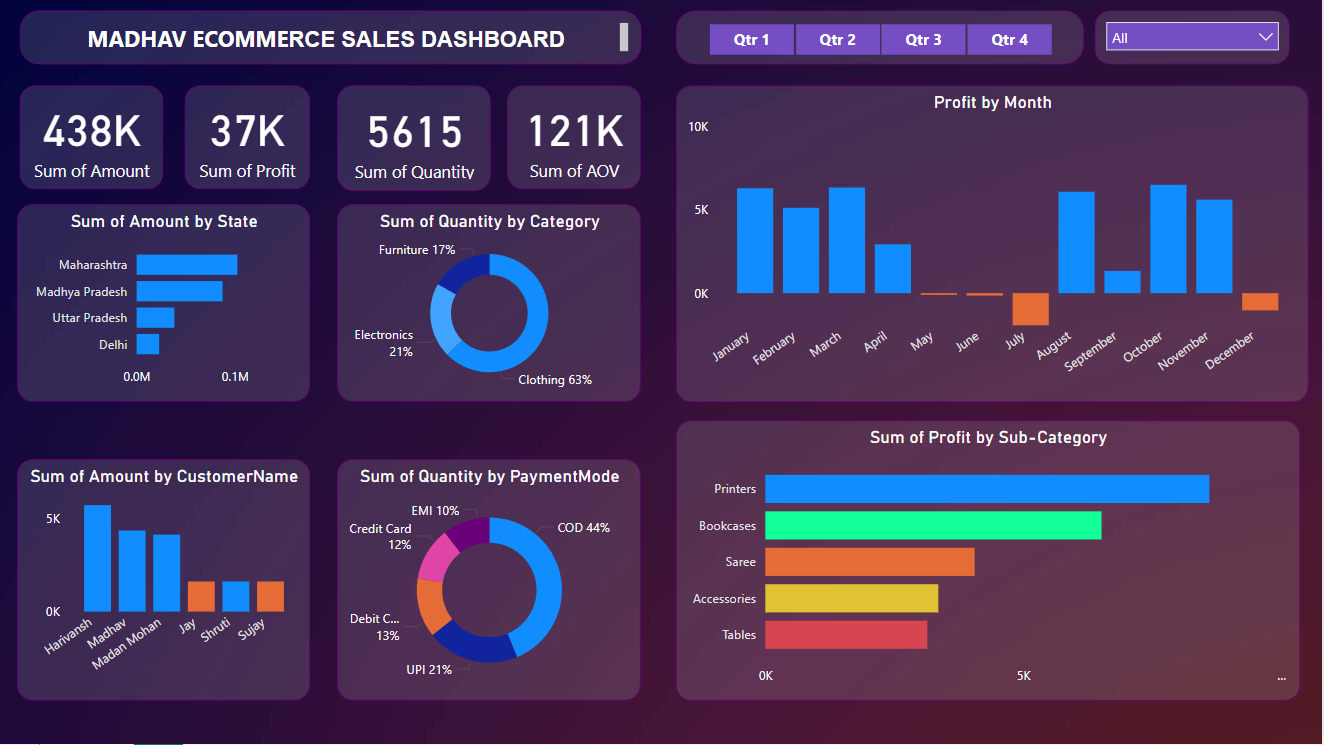 MADHAV ECOMMERCE SALES DASHBOARD
Qtr 1
Qtr 2
Qtr 3
Qtr 4
All
438K
Sum of Amount
37K
Sum of Profit
5615
Sum of Quantity
121K
Sum of AOV
Profit by Month
10K
5K
0K
January
February
March
April
May
June
July
August
September
October
November
December
Sum of Amount by State
Maharashtra
Madhya Pradesh
Uttar Pradesh
Delhi
0.0M
0.1M
Sum of Quantity by Category
Furniture 17%
Electronics
21%
Clothing 63%
Sum of Amount by CustomerName
5K
0K
Harivansh
Madhav
Madan Mohan
Jay
Shruti
Sujay
Sum of Quantity by PaymentMode
EMI 10%
Credit Card
12%
COD 44%
Debit C...
13%
UPI 21%
Sum of Profit by Sub-Category
Printers
Bookcases
Saree
Accessories
Tables
0K
5K
...